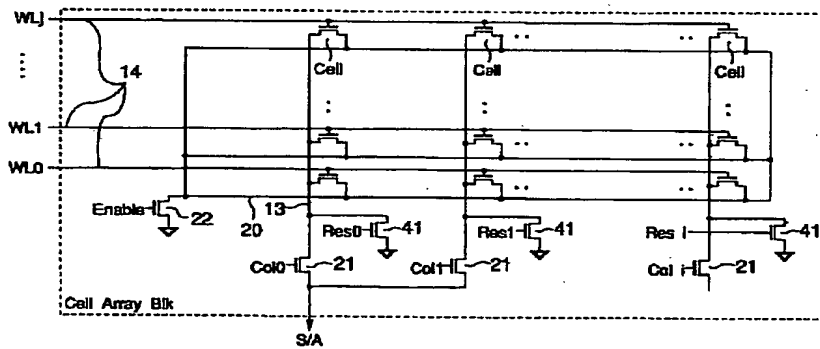 WLj
Cell
Cell
Cell
14
WL1
WL0
Enable
22
20
13
Res0
41
Res1
41
Res i
41
Col0
21
Col1
21
Col i
21
Cell Array Blk
S/A